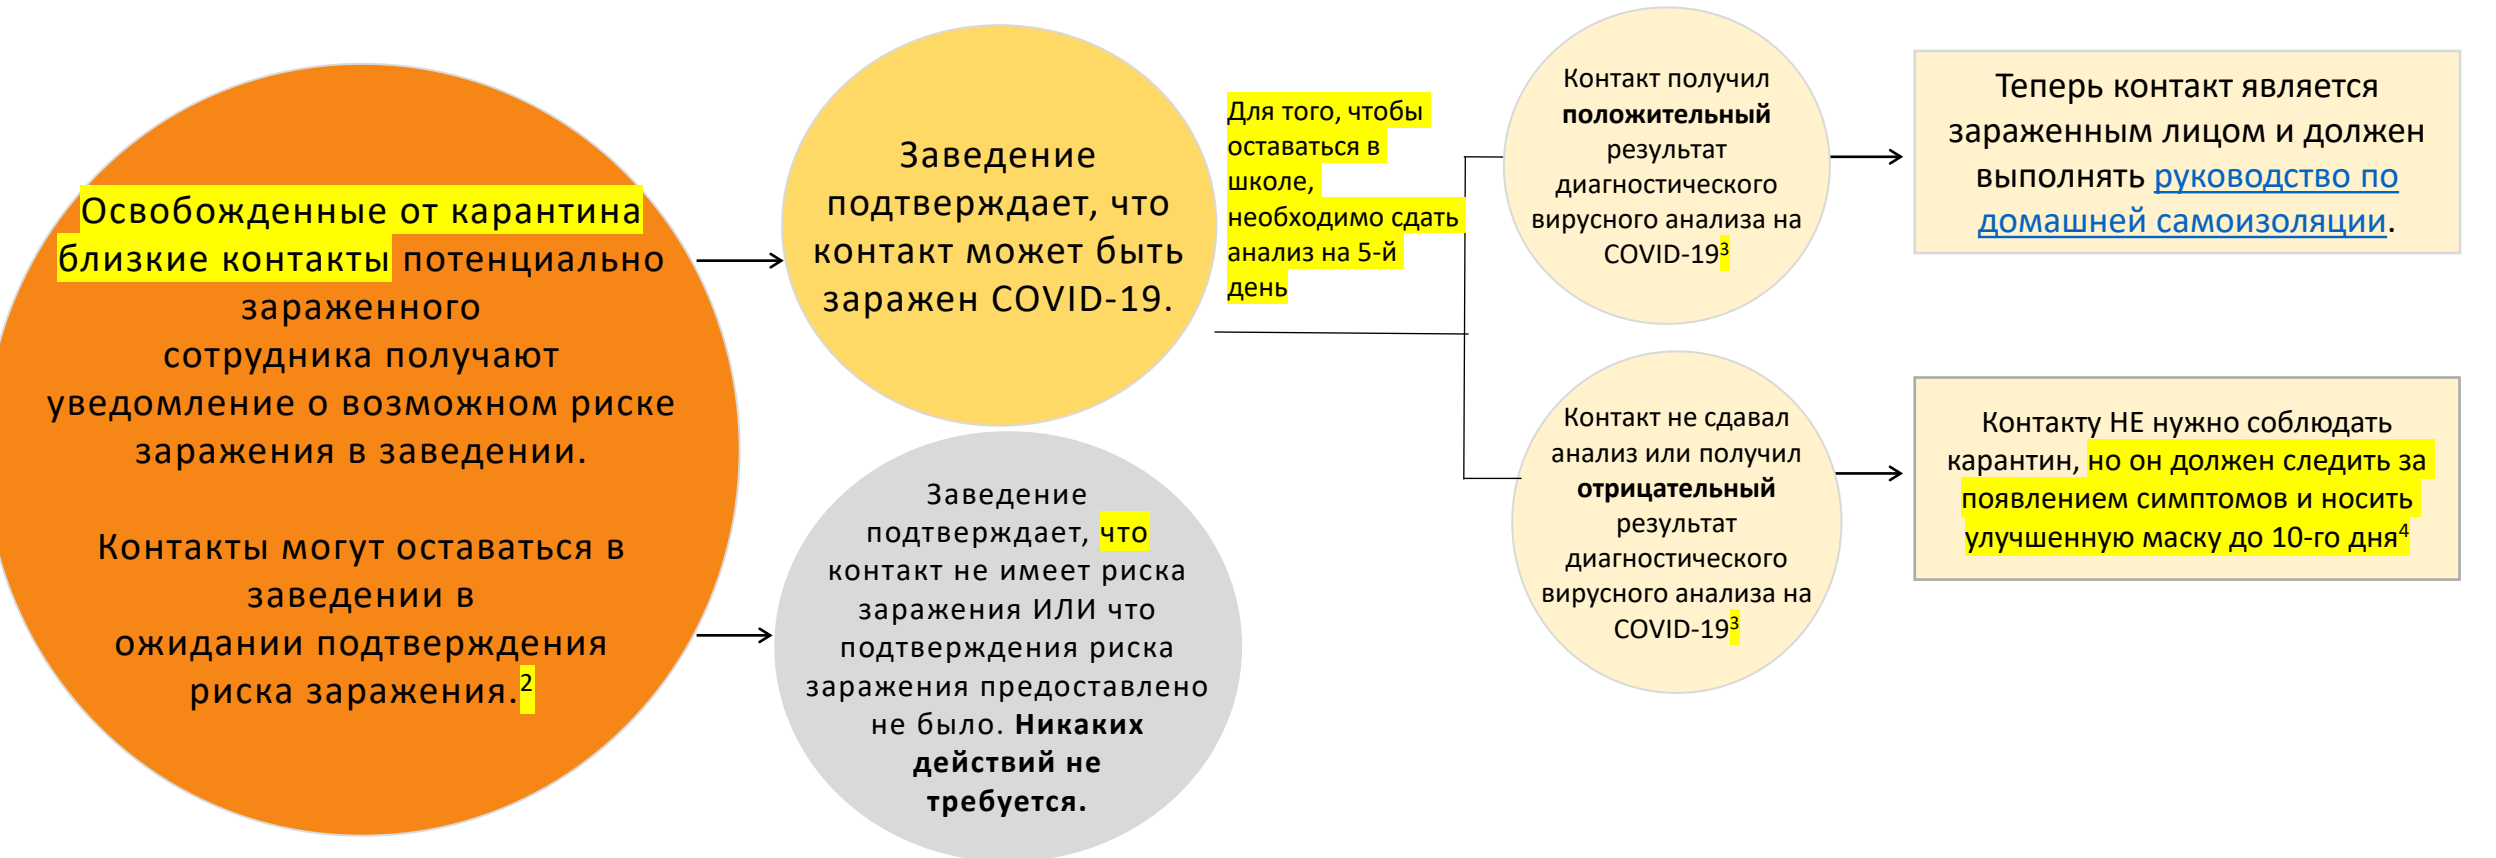 Освобожденные от карантина
близкие контакты потенциально
зараженного
сотрудника получают
уведомление о возможном риске
заражения в заведении.
Контакты могут оставаться в
заведении в
ожидании подтверждения
риска заражения.²
Заведение
подтверждает, что
контакт может быть
заражен COVID-19.
Заведение
подтверждает, что
контакт не имеет риска
заражения ИЛИ что
подтверждения риска
заражения предоставлено
не было. Никаких
действий не
требуется.
Для того, чтобы
оставаться в
школе,
необходимо сдать
анализ на 5-й
день
Контакт получил
положительный
результат
диагностического
вирусного анализа на
COVID-19³
Теперь контакт является
зараженным лицом и должен
выполнять руководство по
домашней самоизоляции.
Контакт не сдавал
анализ или получил
отрицательный
результат
диагностического
вирусного анализа на
COVID-19³
Контакту НЕ нужно соблюдать
карантин, но он должен следить за
появлением симптомов и носить
улучшенную маску до 10-го дня⁴